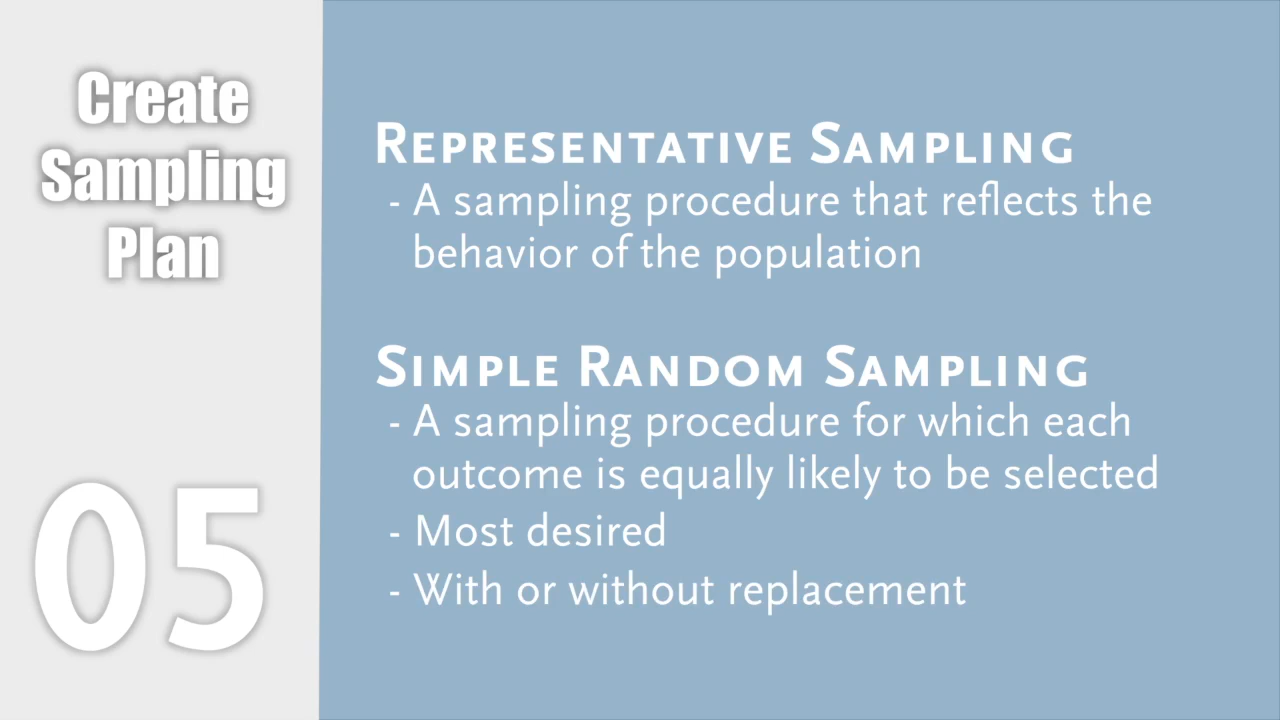 Create
Sampling
Plan
05
REPRESENTATIVE SAMPLING
- A sampling procedure that reflects the
behavior of the population
SIMPLE RANDOM SAMPLING
- A sampling procedure for which each
outcome is equally likely to be selected
- Most desired
- With or without replacement